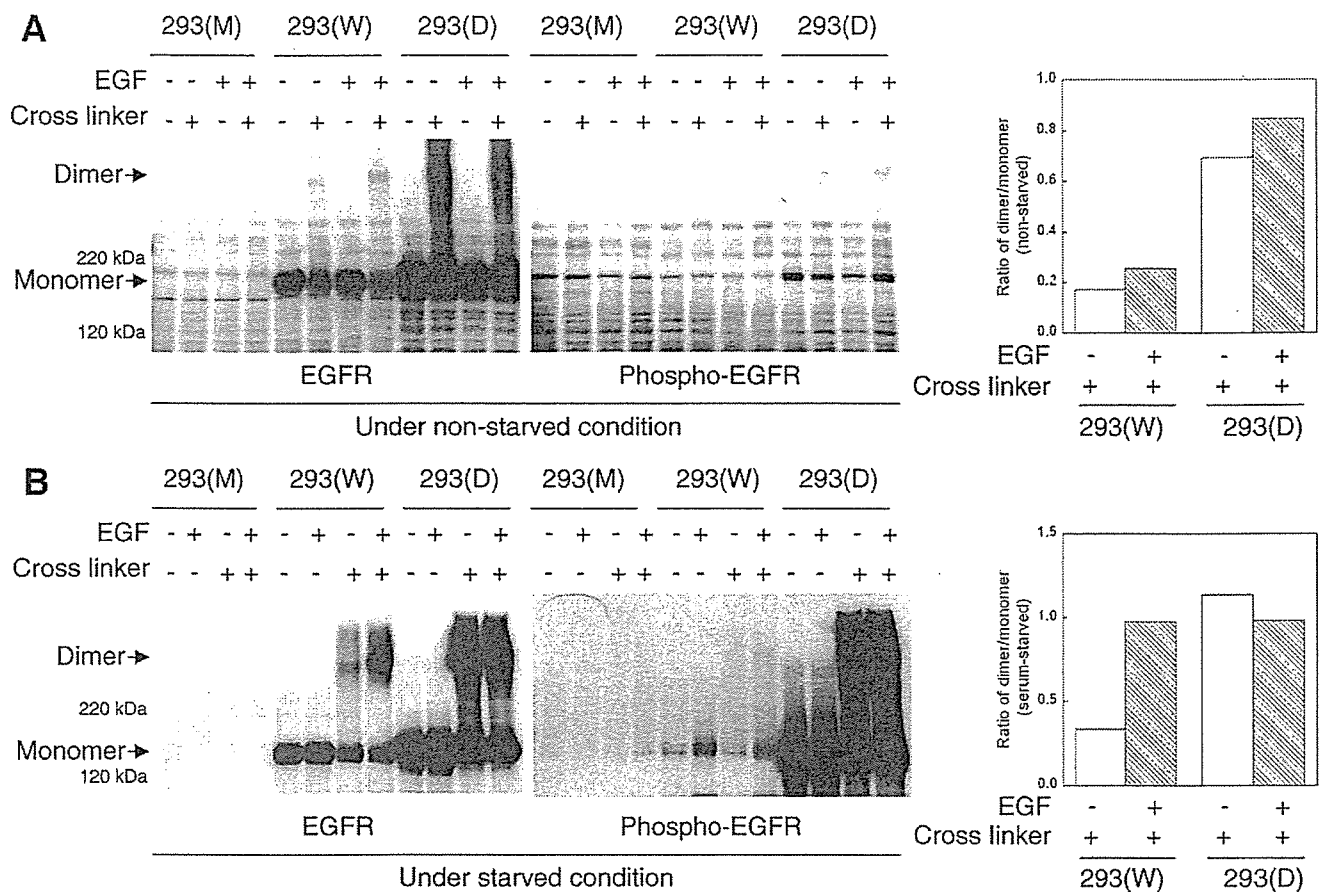 A
293(M) 293(W) 293(D) 293(M) 293(W) 293(D)
EGF - - + + - - + + - - + + - - + + - - + + - - + +
Cross linker - + - + - + - + - + - + - + - + - + - + - + - +
Dimer
220 kDa
Monomer
120 kDa
EGFR Phospho-EGFR
Under non-starved condition
Ratio of dimer/monomer
(non-starved)
1.0
0.8
0.6
0.4
0.2
0.0
EGF - + - +
Cross linker + + + +
293(W) 293(D)
B
293(M) 293(W) 293(D) 293(M) 293(W) 293(D)
EGF - + - + - + - + - + - + - + - + - + - + - + - +
Cross linker - - + + - - + + - - + + - - + + - - + + - - + +
Dimer
220 kDa
Monomer
120 kDa
EGFR Phospho-EGFR
Under starved condition
Ratio of dimer/monomer
(serum-starved)
1.5
1.0
0.5
0.0
EGF - + - +
Cross linker + + + +
293(W) 293(D)